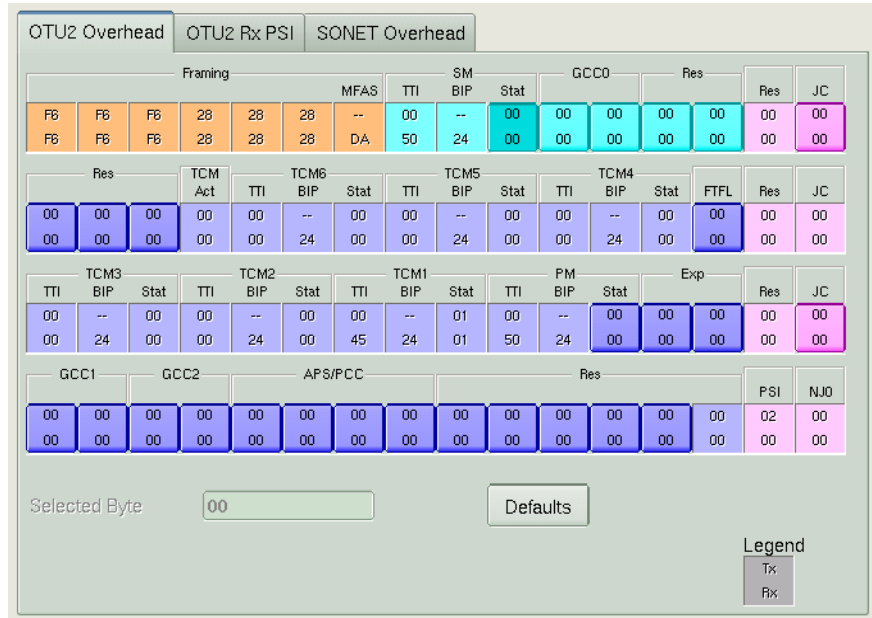 OTU2 Overhead OTU2 Rx PSI SONET Overhead
Framing SM GCC0 Res
MFAS TTI BIP Stat Res JC
F6 F6 F6 28 28 28 -- 00 -- 00 00 00 00 00 00 00
F6 F6 F6 28 28 28 DA 50 24 00 00 00 00 00 00 00
Res TCM TCM6 TCM5 TCM4
Act TTI BIP Stat TTI BIP Stat TTI BIP Stat FTFL Res JC
00 00 00 00 00 -- 00 00 -- 00 00 -- 00 00 00 00
00 00 00 00 00 24 00 00 24 00 00 24 00 00 00 00
TCM3 TCM2 TCM1 PM Exp
TTI BIP Stat TTI BIP Stat TTI BIP Stat TTI BIP Stat Res JC
00 -- 00 00 -- 00 00 -- 01 00 -- 00 00 00 00 00
00 24 00 00 24 00 45 24 01 50 24 00 00 00 00 00
GCC1 GCC2 APS/PCC Res
PSI NJ0
00 00 00 00 00 00 00 00 00 00 00 00 00 00 02 00
00 00 00 00 00 00 00 00 00 00 00 00 00 00 00 00
Selected Byte 00 Defaults
Legend
Tx
Rx